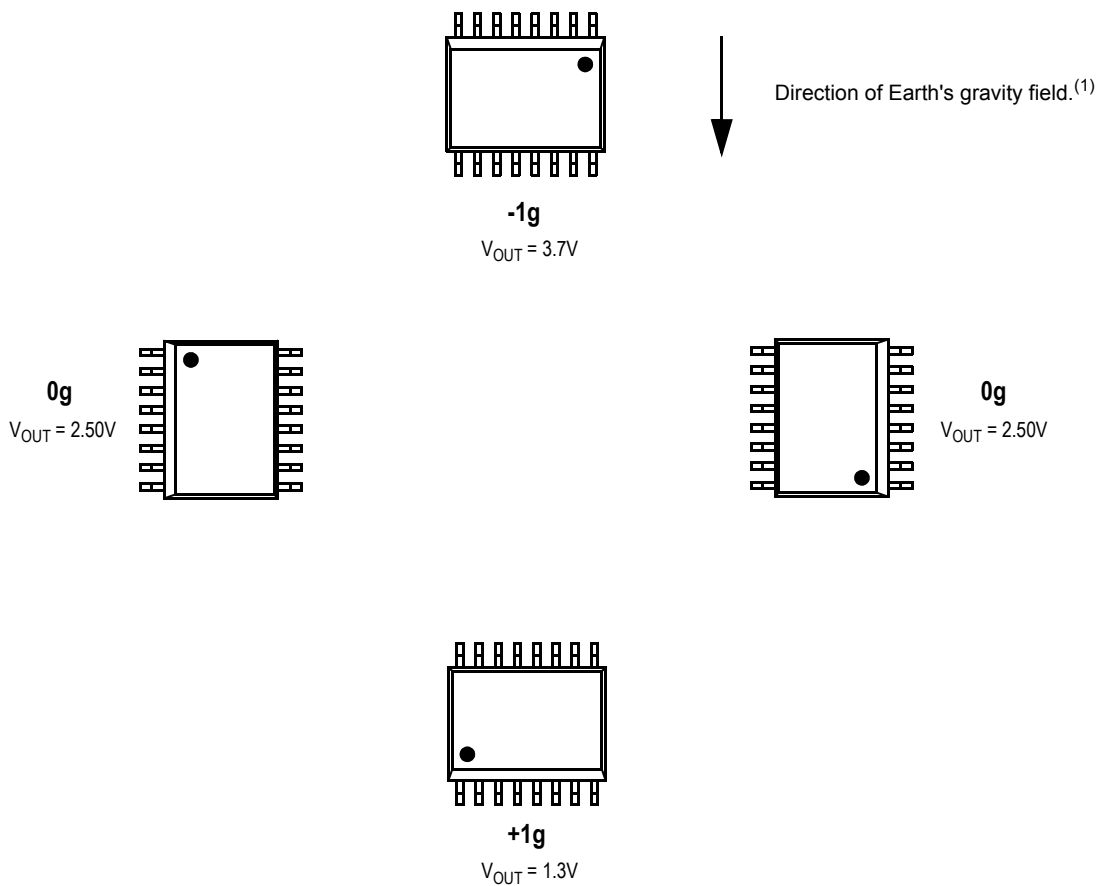 Direction of Earth's gravity field.(1)
-1g
VOUT = 3.7V
0g
VOUT = 2.50V
0g
VOUT = 2.50V
+1g
VOUT = 1.3V